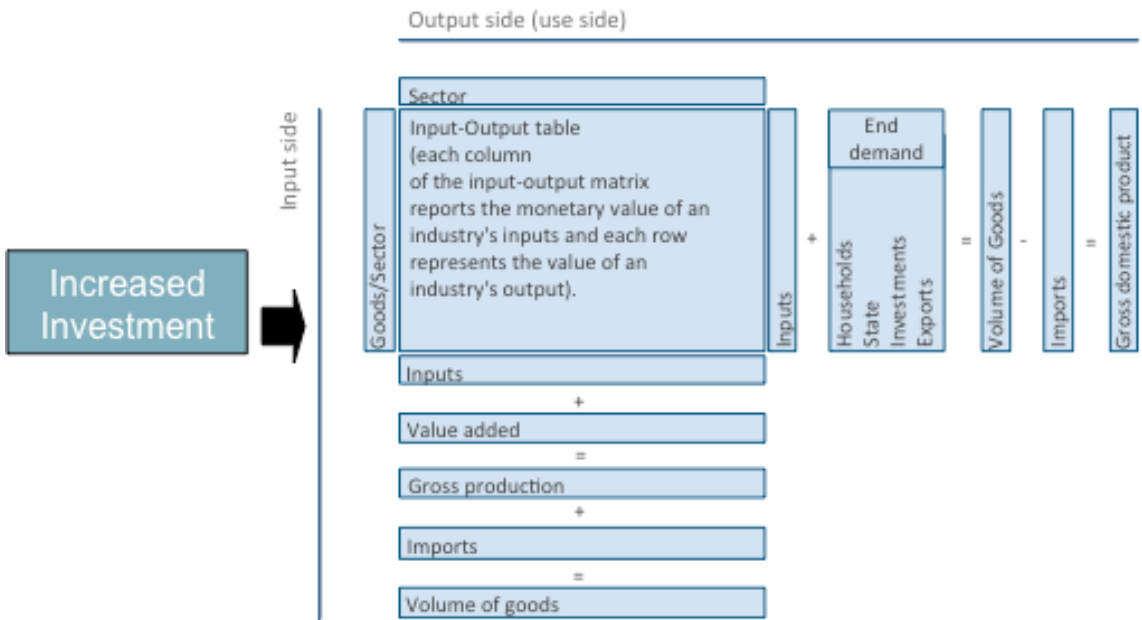 Output side (use side)
Input side
Increased
Investment
Sector
Goods/Sector
Input-Output table
(each column
of the input-output matrix
reports the monetary value of an
industry's inputs and each row
represents the value of an
industry's output).
Inputs
+
End
demand
Households
State
Investments
Exports
=
Volume of Goods
-
Imports
=
Gross domestic product
Inputs
+
Value added
=
Gross production
+
Imports
=
Volume of goods